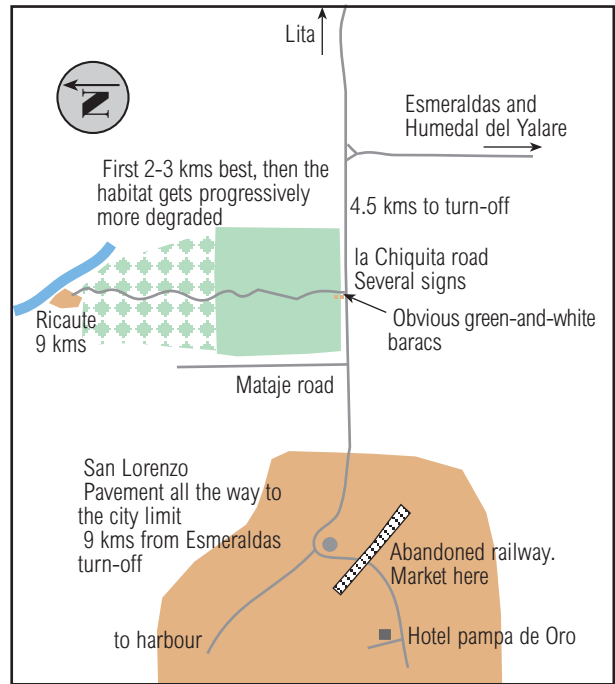 Lita
N
Esmeraldas and
Humedal del Yalare
First 2-3 kms best, then the
habitat gets progressively
more degraded
4.5 kms to turn-off
la Chiquita road
Several signs
Obvious green-and-white
baracs
Ricaute
9 kms
Mataje road
San Lorenzo
Pavement all the way to
the city limit
9 kms from Esmeraldas
turn-off
Abandoned railway.
Market here
to harbour
Hotel pampa de Oro